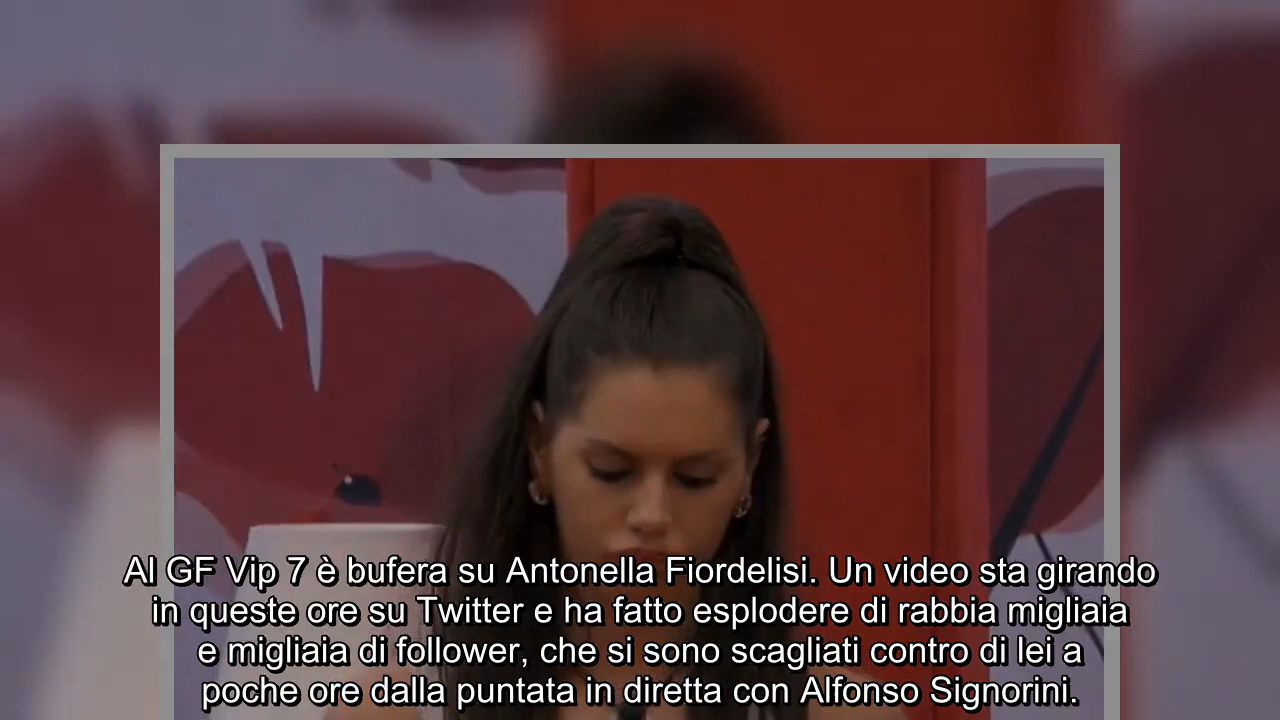 Al GF Vip 7 è bufera su Antonella Fiordelisi. Un video sta girando
in queste ore su Twitter e ha fatto esplodere di rabbia migliaia
e migliaia di follower, che si sono scagliati contro di lei a
poche ore dalla puntata in diretta con Alfonso Signorini.